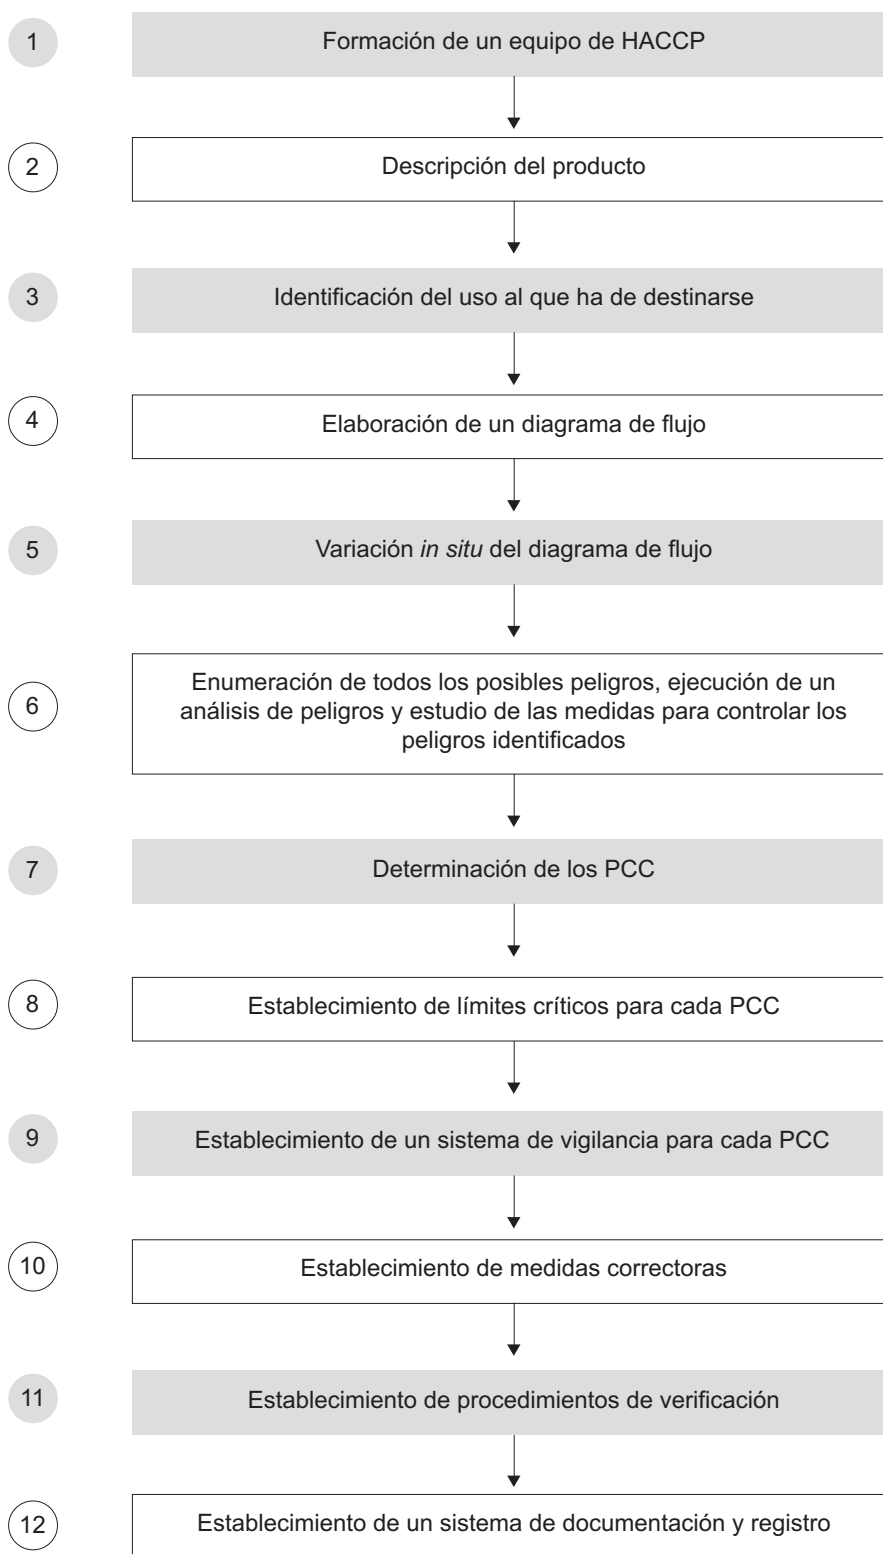 1
Formación de un equipo de HACCP
2
Descripción del producto
3
Identificación del uso al que ha de destinarse
4
Elaboración de un diagrama de flujo
5
Variación in situ del diagrama de flujo
6
Enumeración de todos los posibles peligros, ejecución de un
análisis de peligros y estudio de las medidas para controlar los
peligros identificados
7
Determinación de los PCC
8
Establecimiento de límites críticos para cada PCC
9
Establecimiento de un sistema de vigilancia para cada PCC
10
Establecimiento de medidas correctoras
11
Establecimiento de procedimientos de verificación
12
Establecimiento de un sistema de documentación y registro